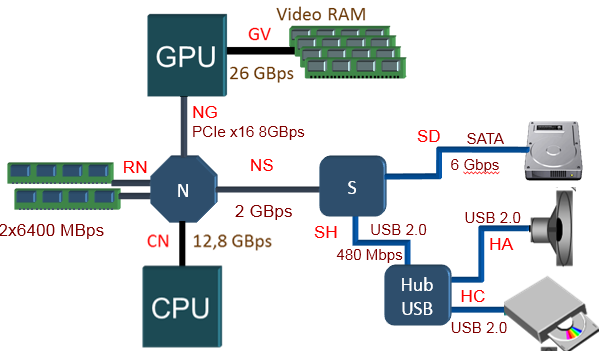 Video RAM
GV
GPU
26 GBps
NG
PCIe x16 8GBps
SD
SATA
6 Gbps
RN
N
NS
S
2x6400 MBps
2 GBps
CN
12,8 GBps
SH
USB 2.0
480 Mbps
USB 2.0
HA
CPU
Hub
USB
HC
USB 2.0